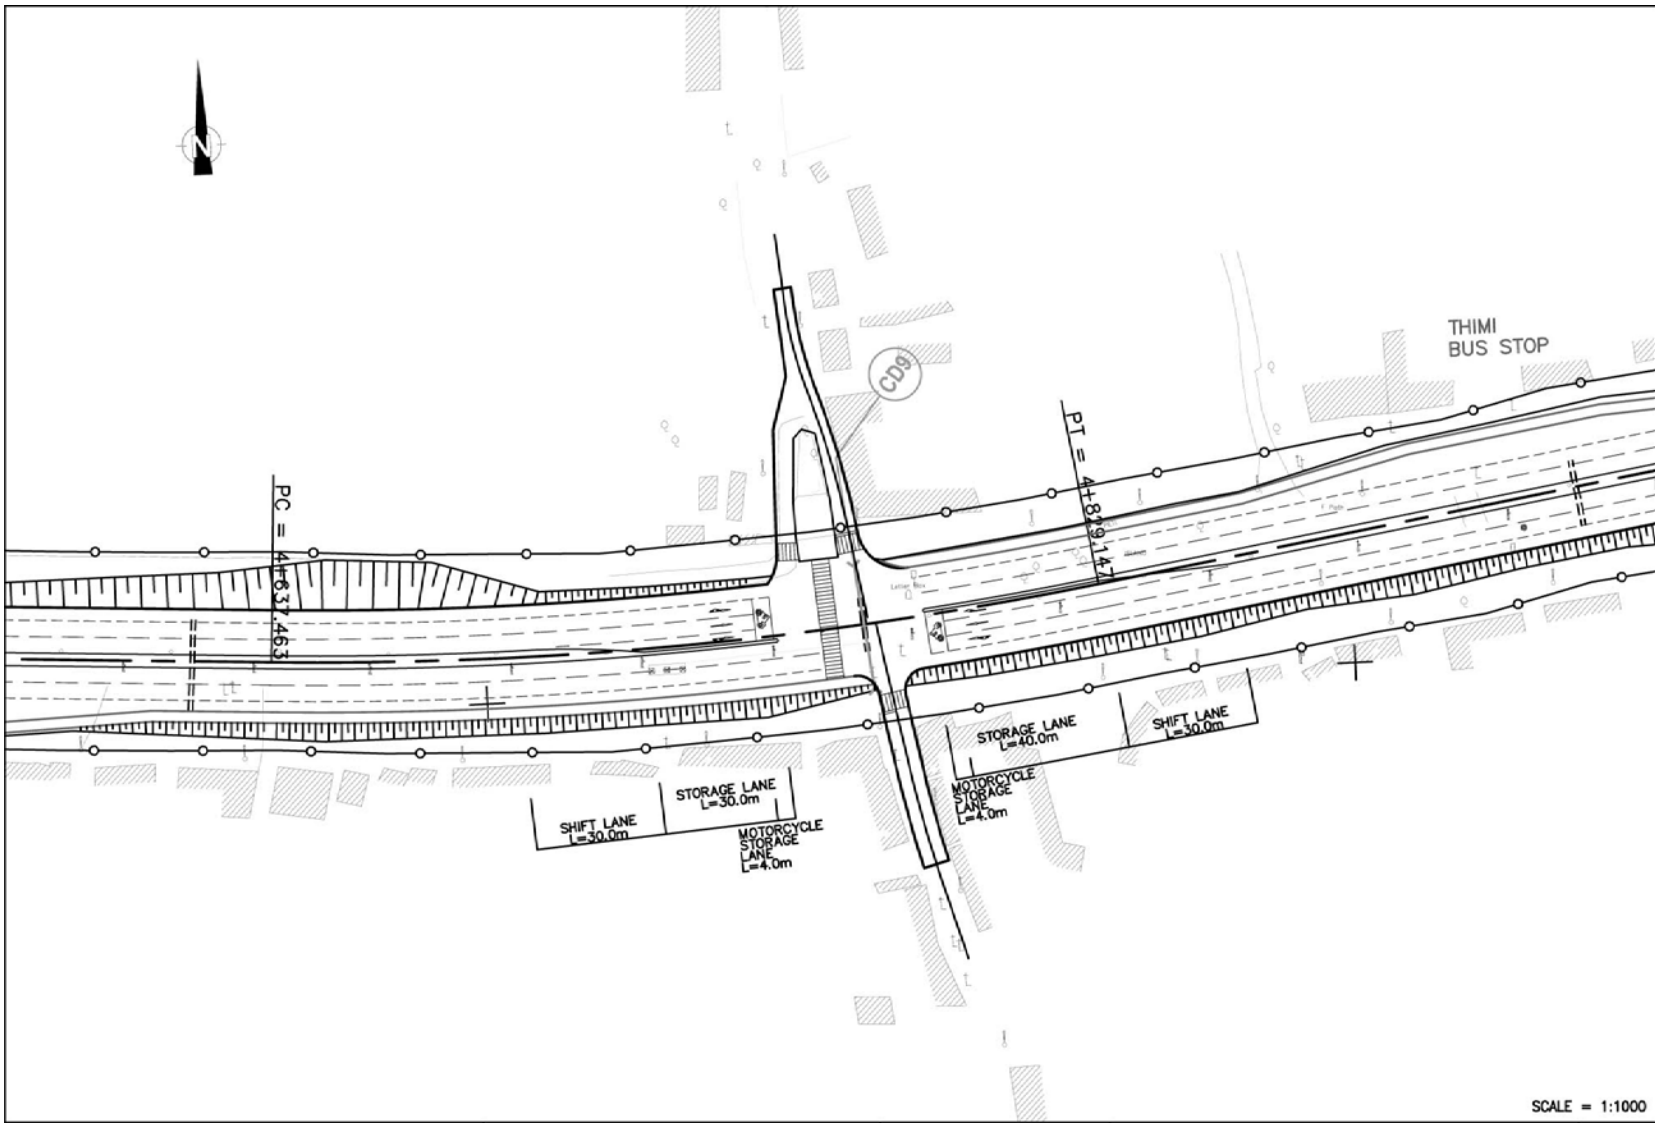 N
THIMI
BUS STOP
CD9
PT = 4+829.147
PC = 4+637.463
STORAGE LANE
L=40.0m
SHIFT LANE
L=30.0m
MOTORCYCLE
STORAGE
LANE
L=4.0m
STORAGE LANE
L=30.0m
SHIFT LANE
L=30.0m
MOTORCYCLE
STORAGE
LANE
L=4.0m
SCALE = 1:1000